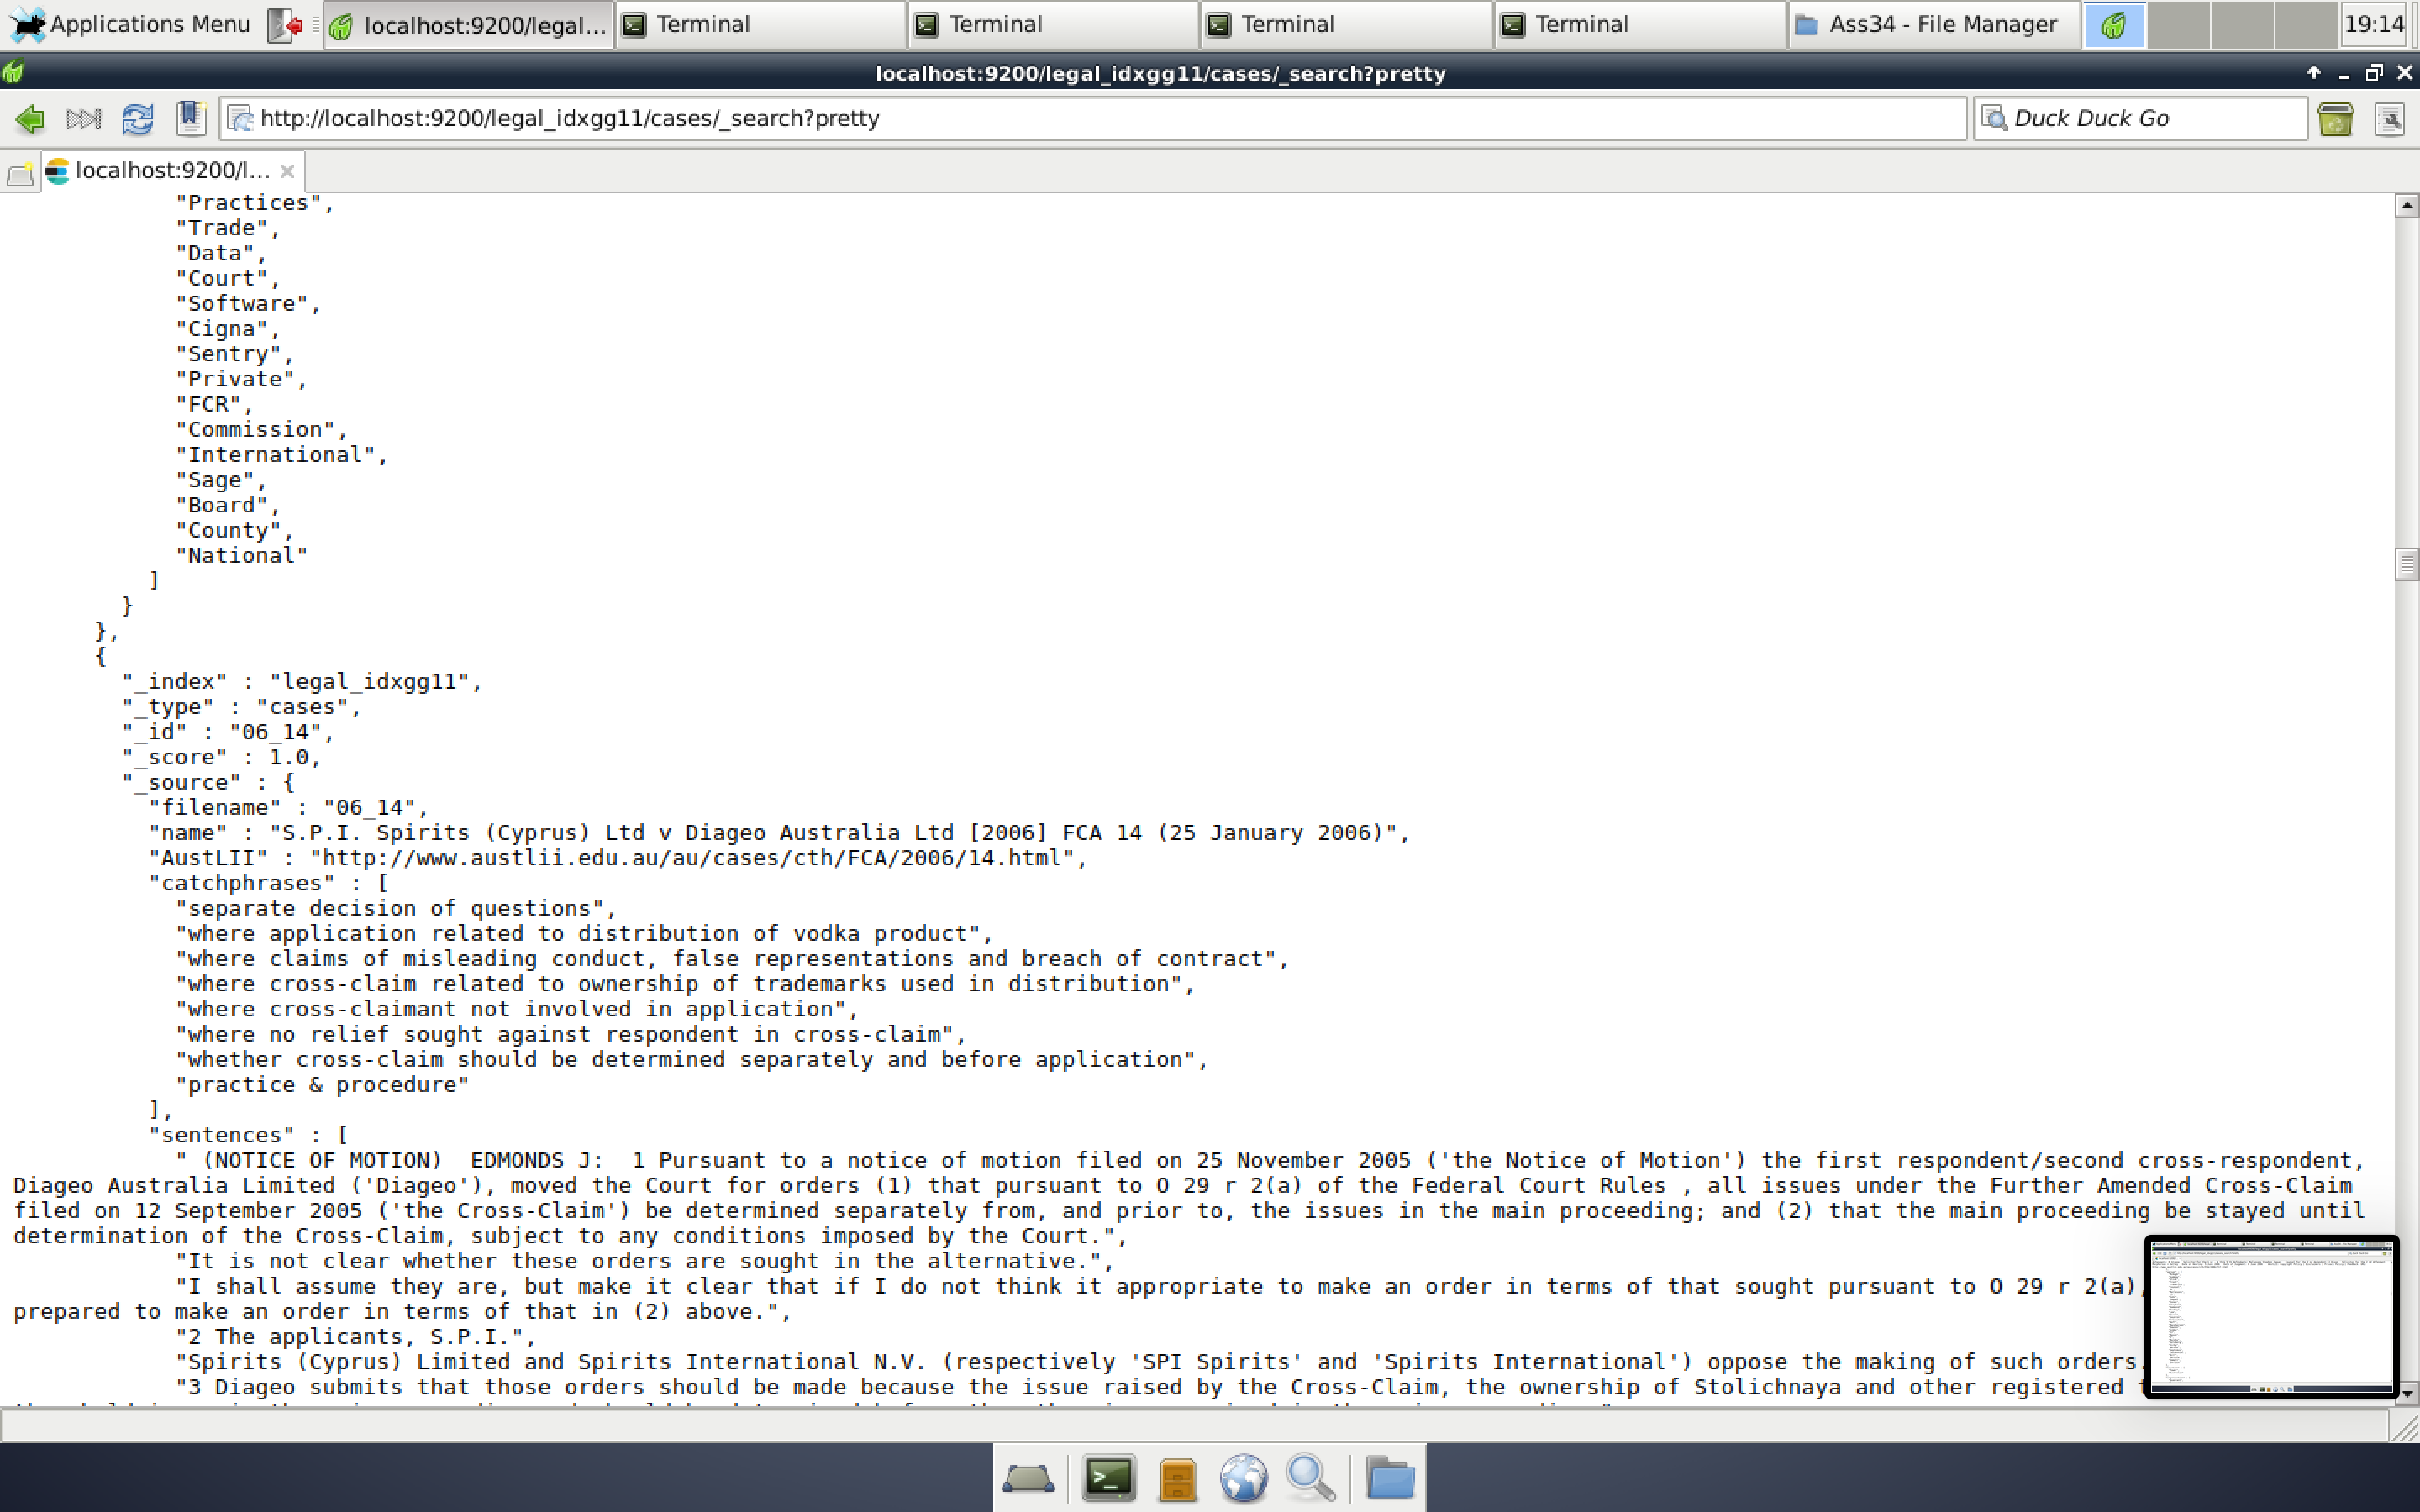 Applications Menu localhost:9200/legal... Terminal Terminal Terminal Terminal Ass34 - File Manager 19:14
localhost:9200/legal_idxgg11/cases/_search?pretty
http://localhost:9200/legal_idxgg11/cases/_search?pretty Duck Duck Go
localhost:9200/l...
"Practices",
"Trade",
"Data",
"Court",
"Software",
"Cigna",
"Sentry",
"Private",
"FCR",
"Commission",
"International",
"Sage",
"Board",
"County",
"National"
]
}
},
{
"_index" : "legal_idxgg11",
"_type" : "cases",
"_id" : "06_14",
"_score" : 1.0,
"_source" : {
"filename" : "06_14",
"name" : "S.P.I. Spirits (Cyprus) Ltd v Diageo Australia Ltd [2006] FCA 14 (25 January 2006)",
"AustLII" : "http://www.austlii.edu.au/au/cases/cth/FCA/2006/14.html",
"catchphrases" : [
"separate decision of questions",
"where application related to distribution of vodka product",
"where claims of misleading conduct, false representations and breach of contract",
"where cross-claim related to ownership of trademarks used in distribution",
"where cross-claimant not involved in application",
"where no relief sought against respondent in cross-claim",
"whether cross-claim should be determined separately and before application",
"practice & procedure"
],
"sentences" : [
" (NOTICE OF MOTION)  EDMONDS J:  1 Pursuant to a notice of motion filed on 25 November 2005 ('the Notice of Motion') the first respondent/second cross-respondent,
Diageo Australia Limited ('Diageo'), moved the Court for orders (1) that pursuant to O 29 r 2(a) of the Federal Court Rules , all issues under the Further Amended Cross-Claim
filed on 12 September 2005 ('the Cross-Claim') be determined separately from, and prior to, the issues in the main proceeding; and (2) that the main proceeding be stayed until
determination of the Cross-Claim, subject to any conditions imposed by the Court.",
"It is not clear whether these orders are sought in the alternative.",
"I shall assume they are, but make it clear that if I do not think it appropriate to make an order in terms of that sought pursuant to O 29 r 2(a),
prepared to make an order in terms of that in (2) above.",
"2 The applicants, S.P.I.",
"Spirits (Cyprus) Limited and Spirits International N.V. (respectively 'SPI Spirits' and 'Spirits International') oppose the making of such orders.
"3 Diageo submits that those orders should be made because the issue raised by the Cross-Claim, the ownership of Stolichnaya and other registered